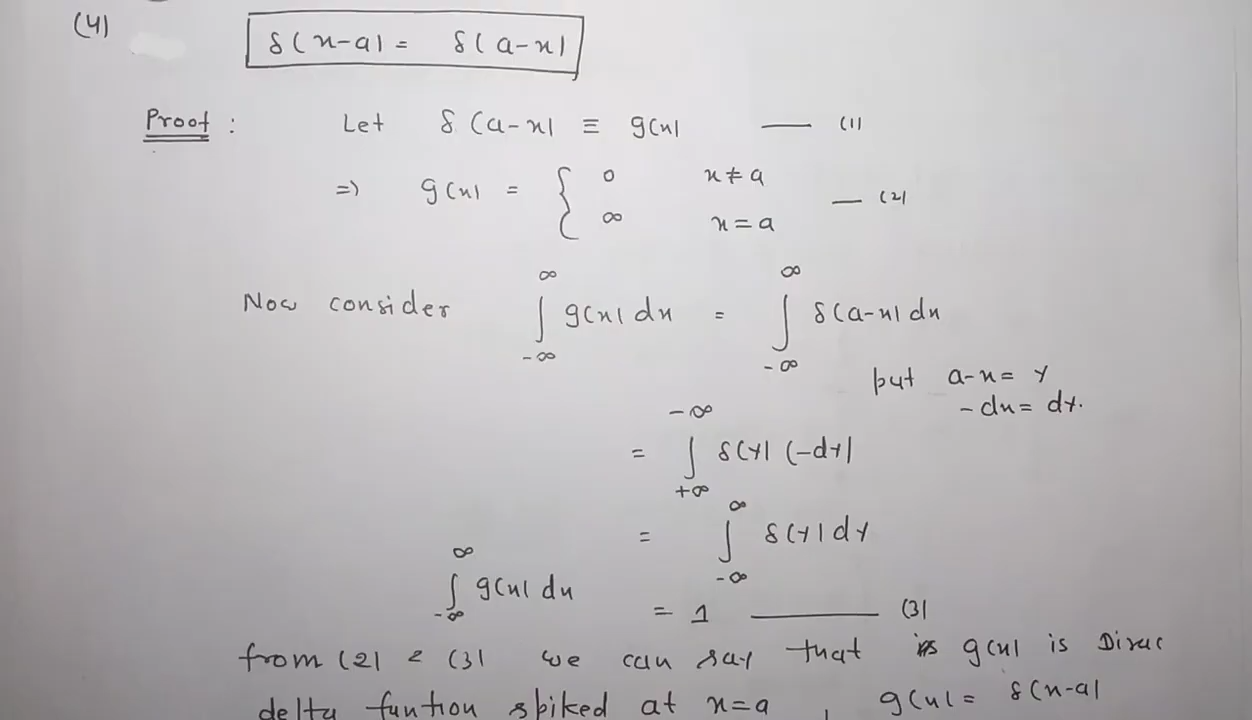 (4)
δ(x-a) = δ(a-x)
Proof : Let δ(a-x) ≡ g(x) — (1)
=> g(x) = { 0 x≠a
∞ x=a — (2)
Now consider ∫_{-∞}^{∞} g(x) dx = ∫_{-∞}^{∞} δ(a-x) dx
put a-x = y
-dx = dy.
= ∫_{+∞}^{-∞} δ(y) (-dy)
= ∫_{-∞}^{∞} δ(y) dy
∫_{-∞}^{∞} g(x) dx = 1 — (3)
from (2) & (3) we can say that g(x) is Dirac
delta funtion spiked at x=a , g(x) = δ(x-a)